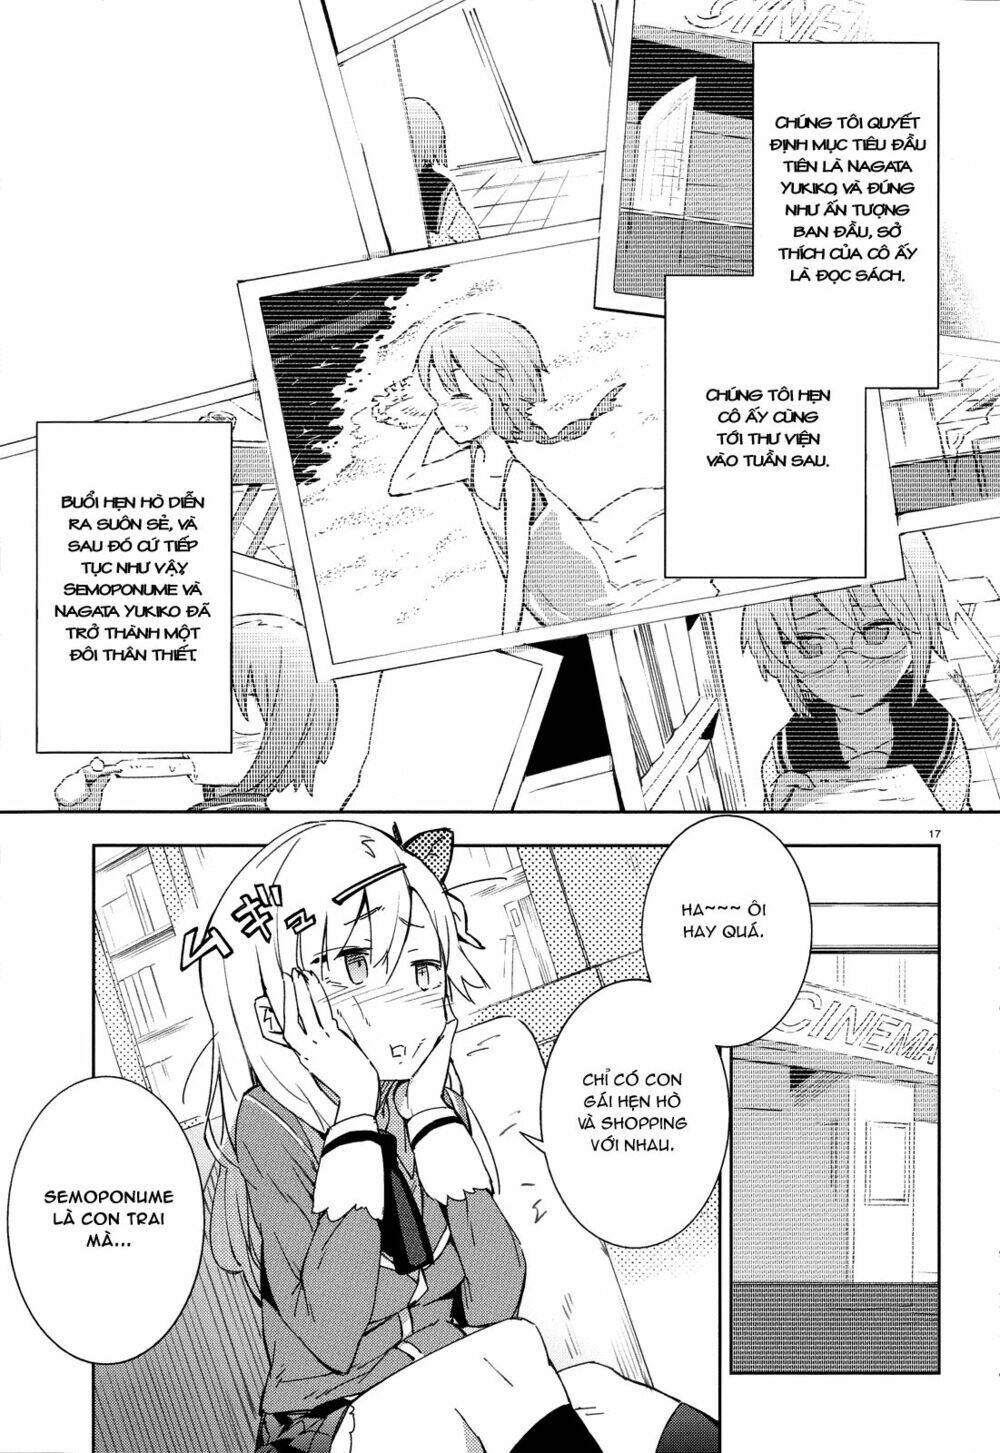 CINEM
CHÚNG TÔI QUYẾT
ĐỊNH MỤC TIÊU ĐẦU
TIÊN LÀ NAGATA
YUKIKO, VÀ ĐÚNG
NHƯ ẤN TƯỢNG
BAN ĐẦU, SỞ
THÍCH CỦA CÔ ẤY
LÀ ĐỌC SÁCH.
CHÚNG TÔI HẸN
CÔ ẤY CÙNG
TỚI THƯ VIỆN
VÀO TUẦN SAU.
BUỔI HẸN HÒ DIỄN
RA SUÔN SẺ, VÀ
SAU ĐÓ CỨ TIẾP
TỤC NHƯ VẬY.
SEMOPONUME VÀ
NAGATA YUKIKO ĐÃ
TRỞ THÀNH MỘT
ĐÔI THÂN THIẾT.
17
CINEMA
HA~~~ ÔI
HAY QUÁ.
CHỈ CÓ CON
GÁI HẸN HÒ
VÀ SHOPPING
VỚI NHAU.
ムギュー
SEMOPONUME
LÀ CON TRAI
MÀ...